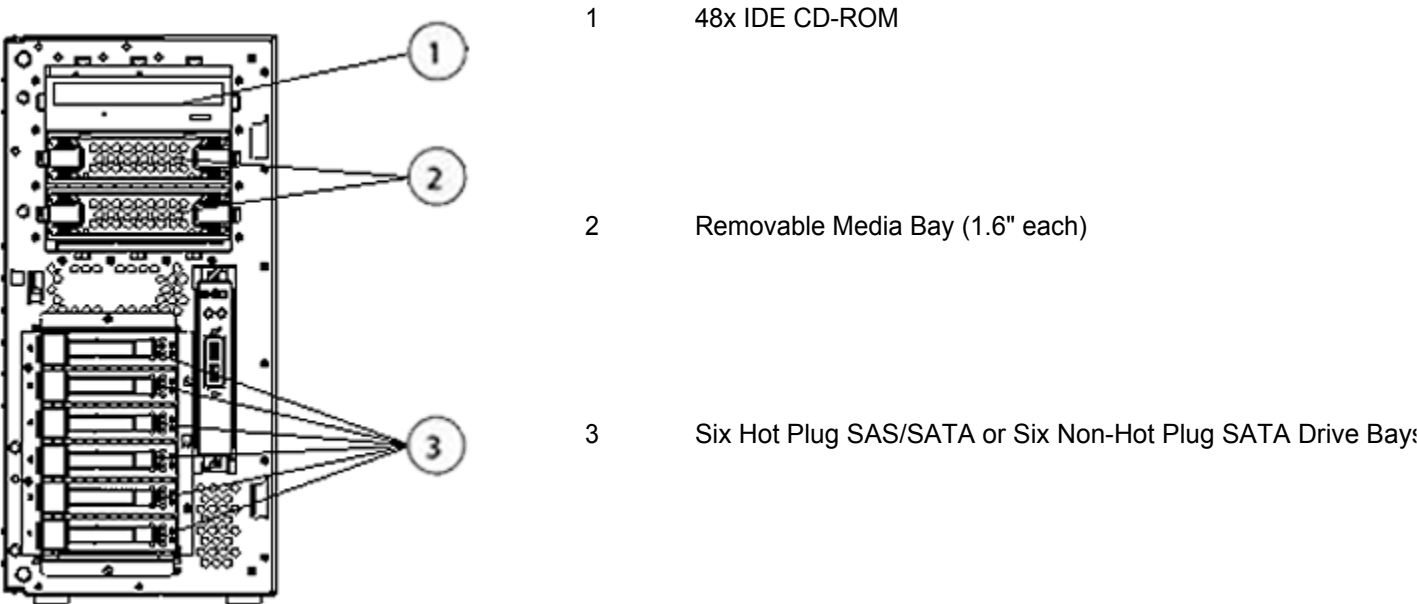 1 48x IDE CD-ROM
2 Removable Media Bay (1.6" each)
3 Six Hot Plug SAS/SATA or Six Non-Hot Plug SATA Drive Bays
1
2
3